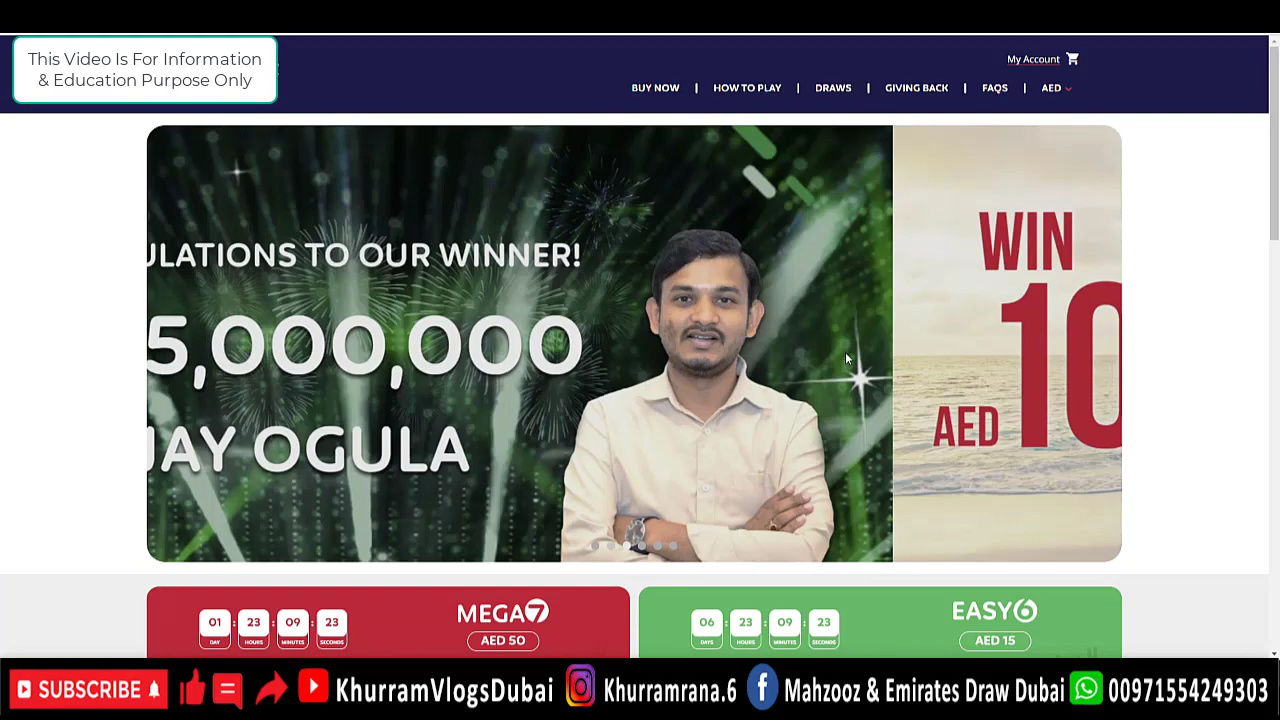 This Video Is For Information
& Education Purpose Only
My Account
BUY NOW | HOW TO PLAY | DRAWS | GIVING BACK | FAQS | AED
ULATIONS TO OUR WINNER!
5,000,000
JAY OGULA
WIN
AED 10
01 : 23 : 09 : 23
DAY HOURS MINUTES SECONDS
MEGA7
AED 50
06 : 23 : 09 : 23
DAYS HOURS MINUTES SECONDS
EASY6
AED 15
SUBSCRIBE
KhurramVlogsDubai
Khurramrana.6
Mahzooz & Emirates Draw Dubai
00971554249303